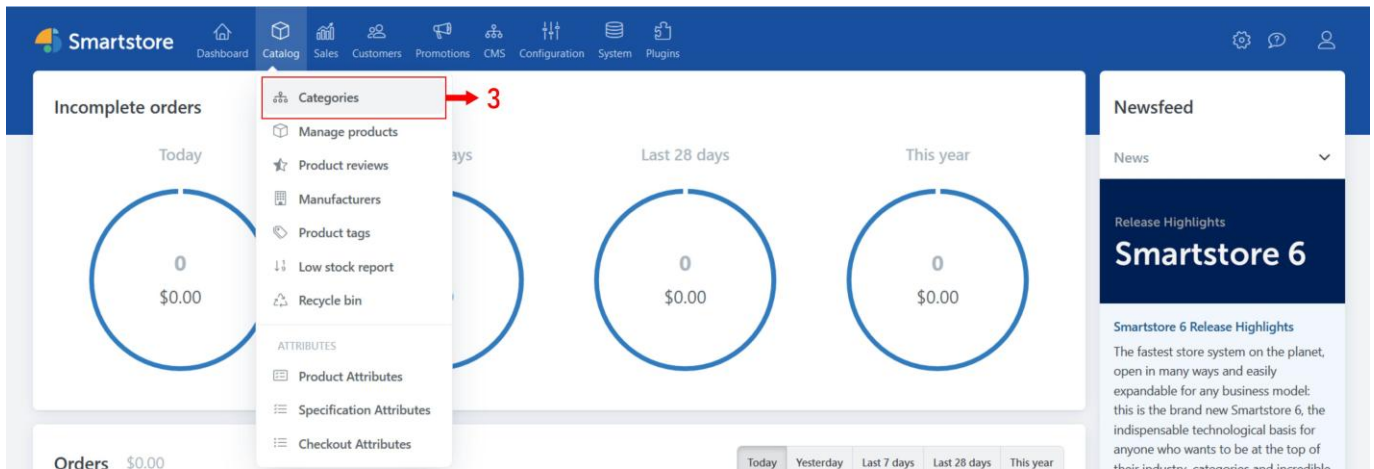 Smartstore
Dashboard
Catalog
Sales
Customers
Promotions
CMS
Configuration
System
Plugins
Incomplete orders
Today
ays
Last 28 days
This year
0
$0.00
0
$0.00
0
$0.00
Categories
3
Manage products
Product reviews
Manufacturers
Product tags
Low stock report
Recycle bin
ATTRIBUTES
Product Attributes
Specification Attributes
Checkout Attributes
Orders $0.00
Today
Yesterday
Last 7 days
Last 28 days
This year
Newsfeed
News
Release Highlights
Smartstore 6
Smartstore 6 Release Highlights
The fastest store system on the planet,
open in many ways and easily
expandable for any business model:
this is the brand new Smartstore 6, the
indispensable technological basis for
anyone who wants to be at the top of
their industry, categories and incredible